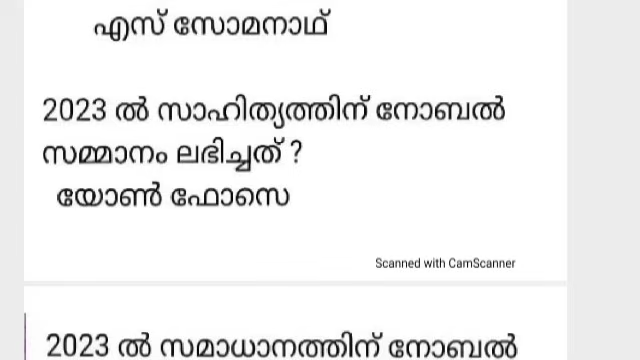 എസ് സോമനാഥ്
2023 ൽ സാഹിത്യത്തിന് നോബൽ
സമ്മാനം ലഭിച്ചത് ?
യോൺ ഫോസെ
Scanned with CamScanner
2023 ൽ സമാധാനത്തിന് നോബൽ